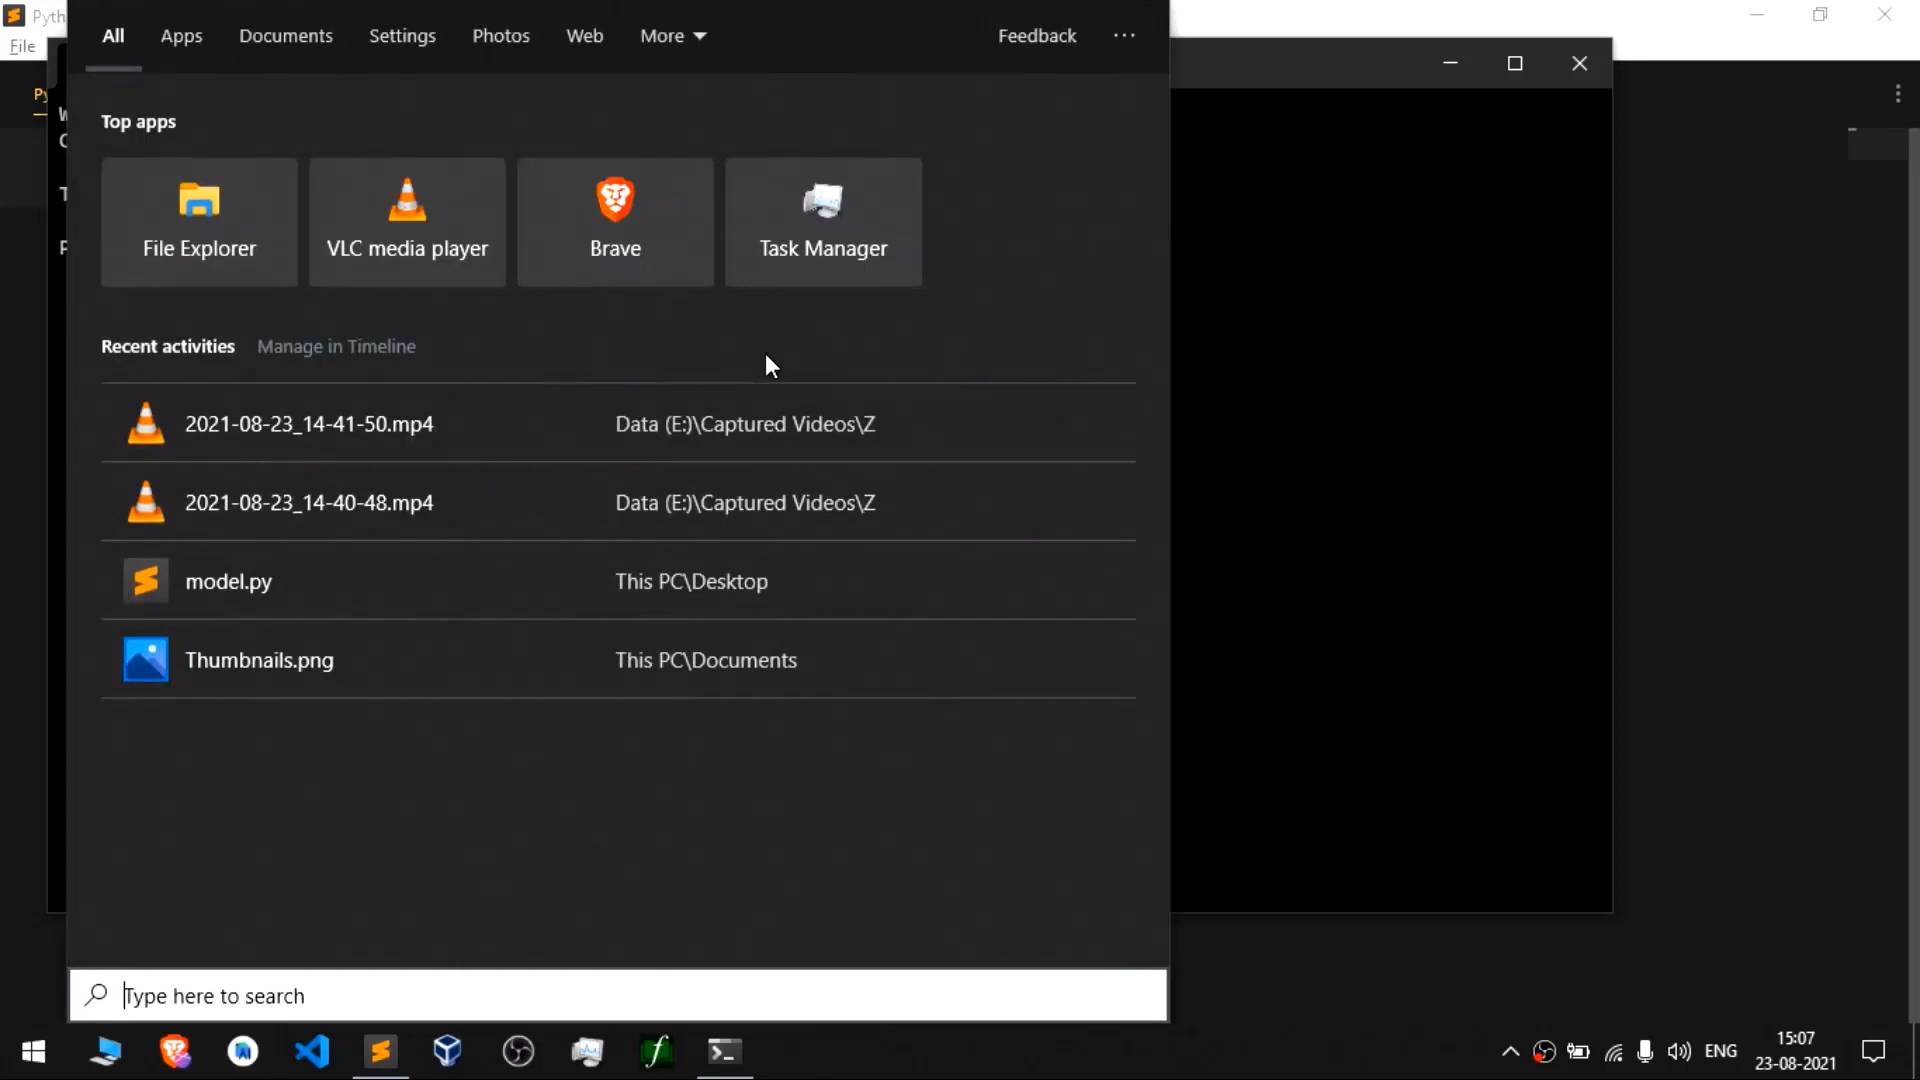 Pyth
File
All Apps Documents Settings Photos Web More Feedback
Py
W
C
T
P
Top apps
File Explorer VLC media player Brave Task Manager
Recent activities Manage in Timeline
2021-08-23_14-41-50.mp4 Data (E:)\Captured Videos\Z
2021-08-23_14-40-48.mp4 Data (E:)\Captured Videos\Z
model.py This PC\Desktop
Thumbnails.png This PC\Documents
Type here to search
ENG
15:07
23-08-2021